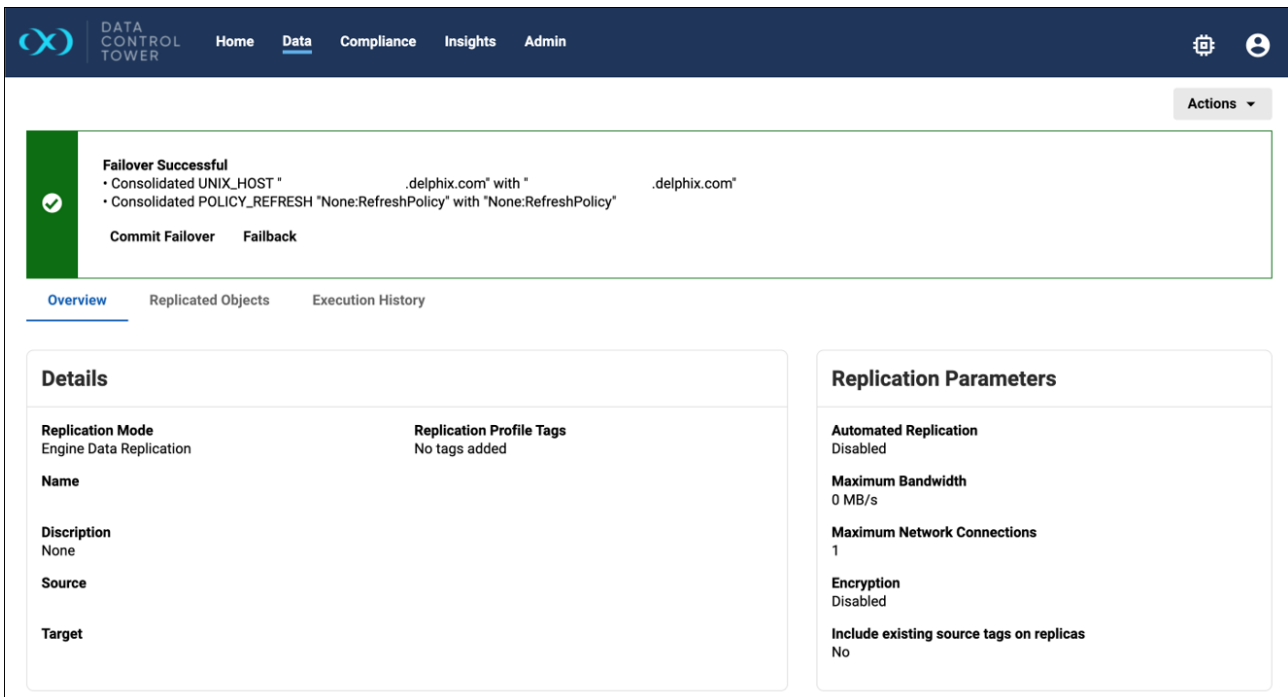 DATA
CONTROL
TOWER
Home Data Compliance Insights Admin
Actions
Failover Successful
• Consolidated UNIX_HOST " .delphix.com" with " .delphix.com"
• Consolidated POLICY_REFRESH "None:RefreshPolicy" with "None:RefreshPolicy"
Commit Failover Failback
Overview Replicated Objects Execution History
Details
Replication Mode Replication Profile Tags
Engine Data Replication No tags added
Name
Discription
None
Source
Target
Replication Parameters
Automated Replication
Disabled
Maximum Bandwidth
0 MB/s
Maximum Network Connections
1
Encryption
Disabled
Include existing source tags on replicas
No